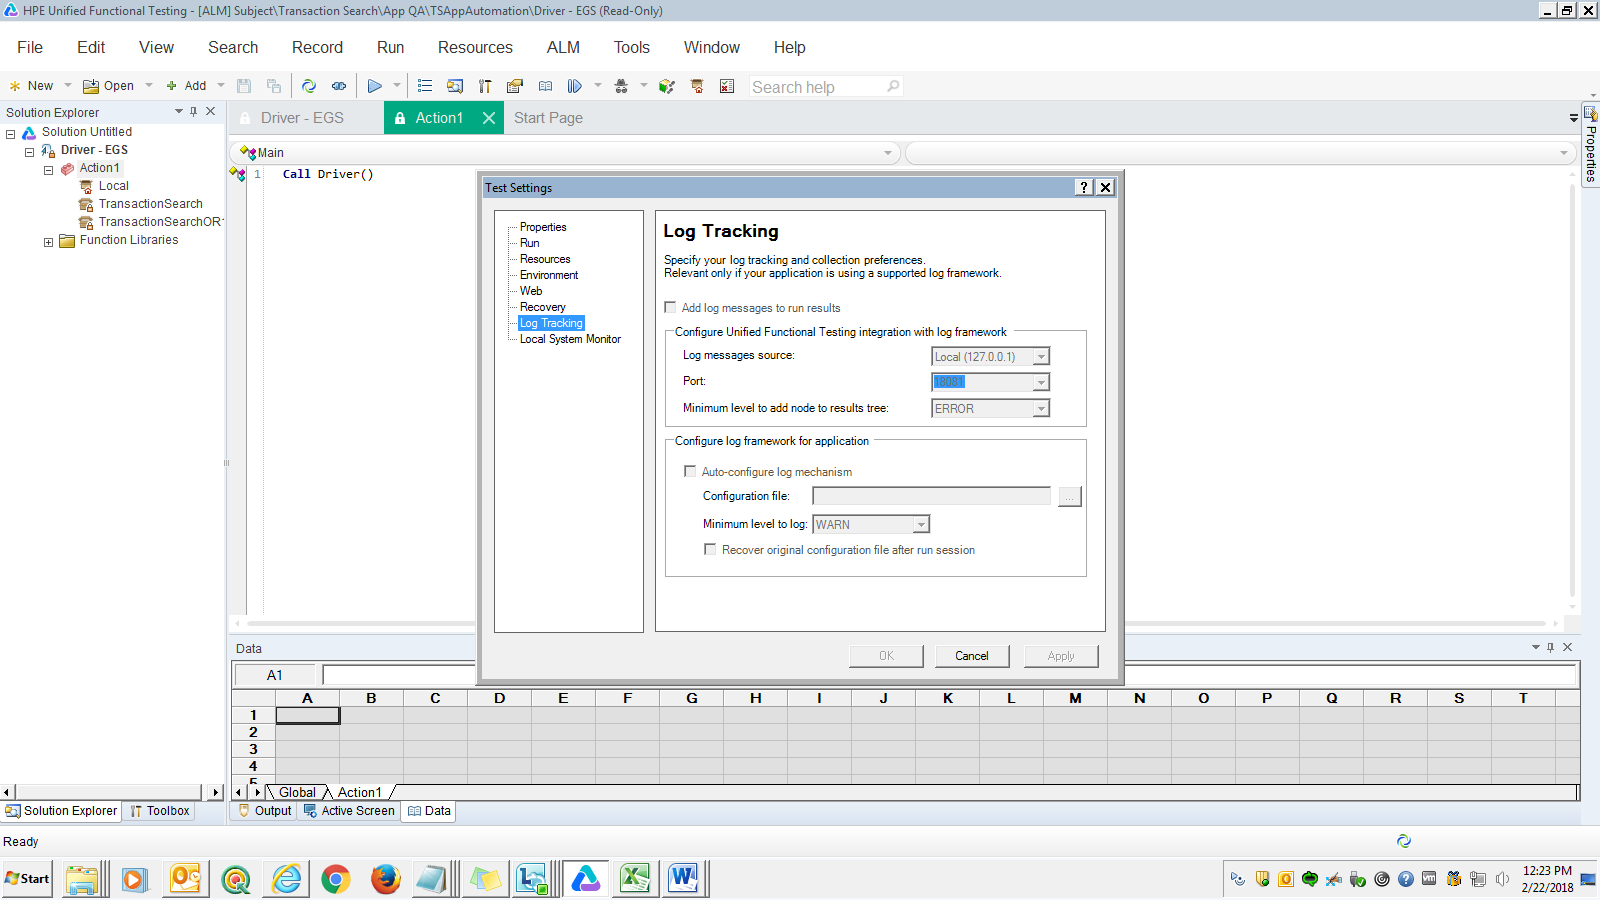 HPE Unified Functional Testing - [ALM] Subject\Transaction Search\App QA\TSAppAutomation\Driver - EGS (Read-Only)
File Edit View Search Record Run Resources ALM Tools Window Help
New Open Add Search help
Solution Explorer
Solution Untitled
Driver - EGS
Action1
Local
TransactionSearch
TransactionSearchOR
Function Libraries
Driver - EGS Action1 Start Page
Main
1 Call Driver()
Properties
Test Settings
Properties
Run
Resources
Environment
Web
Recovery
Log Tracking
Local System Monitor
Log Tracking
Specify your log tracking and collection preferences.
Relevant only if your application is using a supported log framework.
Add log messages to run results
Configure Unified Functional Testing integration with log framework
Log messages source: Local (127.0.0.1)
Port: 18081
Minimum level to add node to results tree: ERROR
Configure log framework for application
Auto-configure log mechanism
Configuration file: ...
Minimum level to log: WARN
Recover original configuration file after run session
OK Cancel Apply
Data
A1
A B C D E F G H I J K L M N O P Q R S T
1
2
3
4
5
Global Action1
Solution Explorer Toolbox Output Active Screen Data
Ready
Start
12:23 PM
2/22/2018